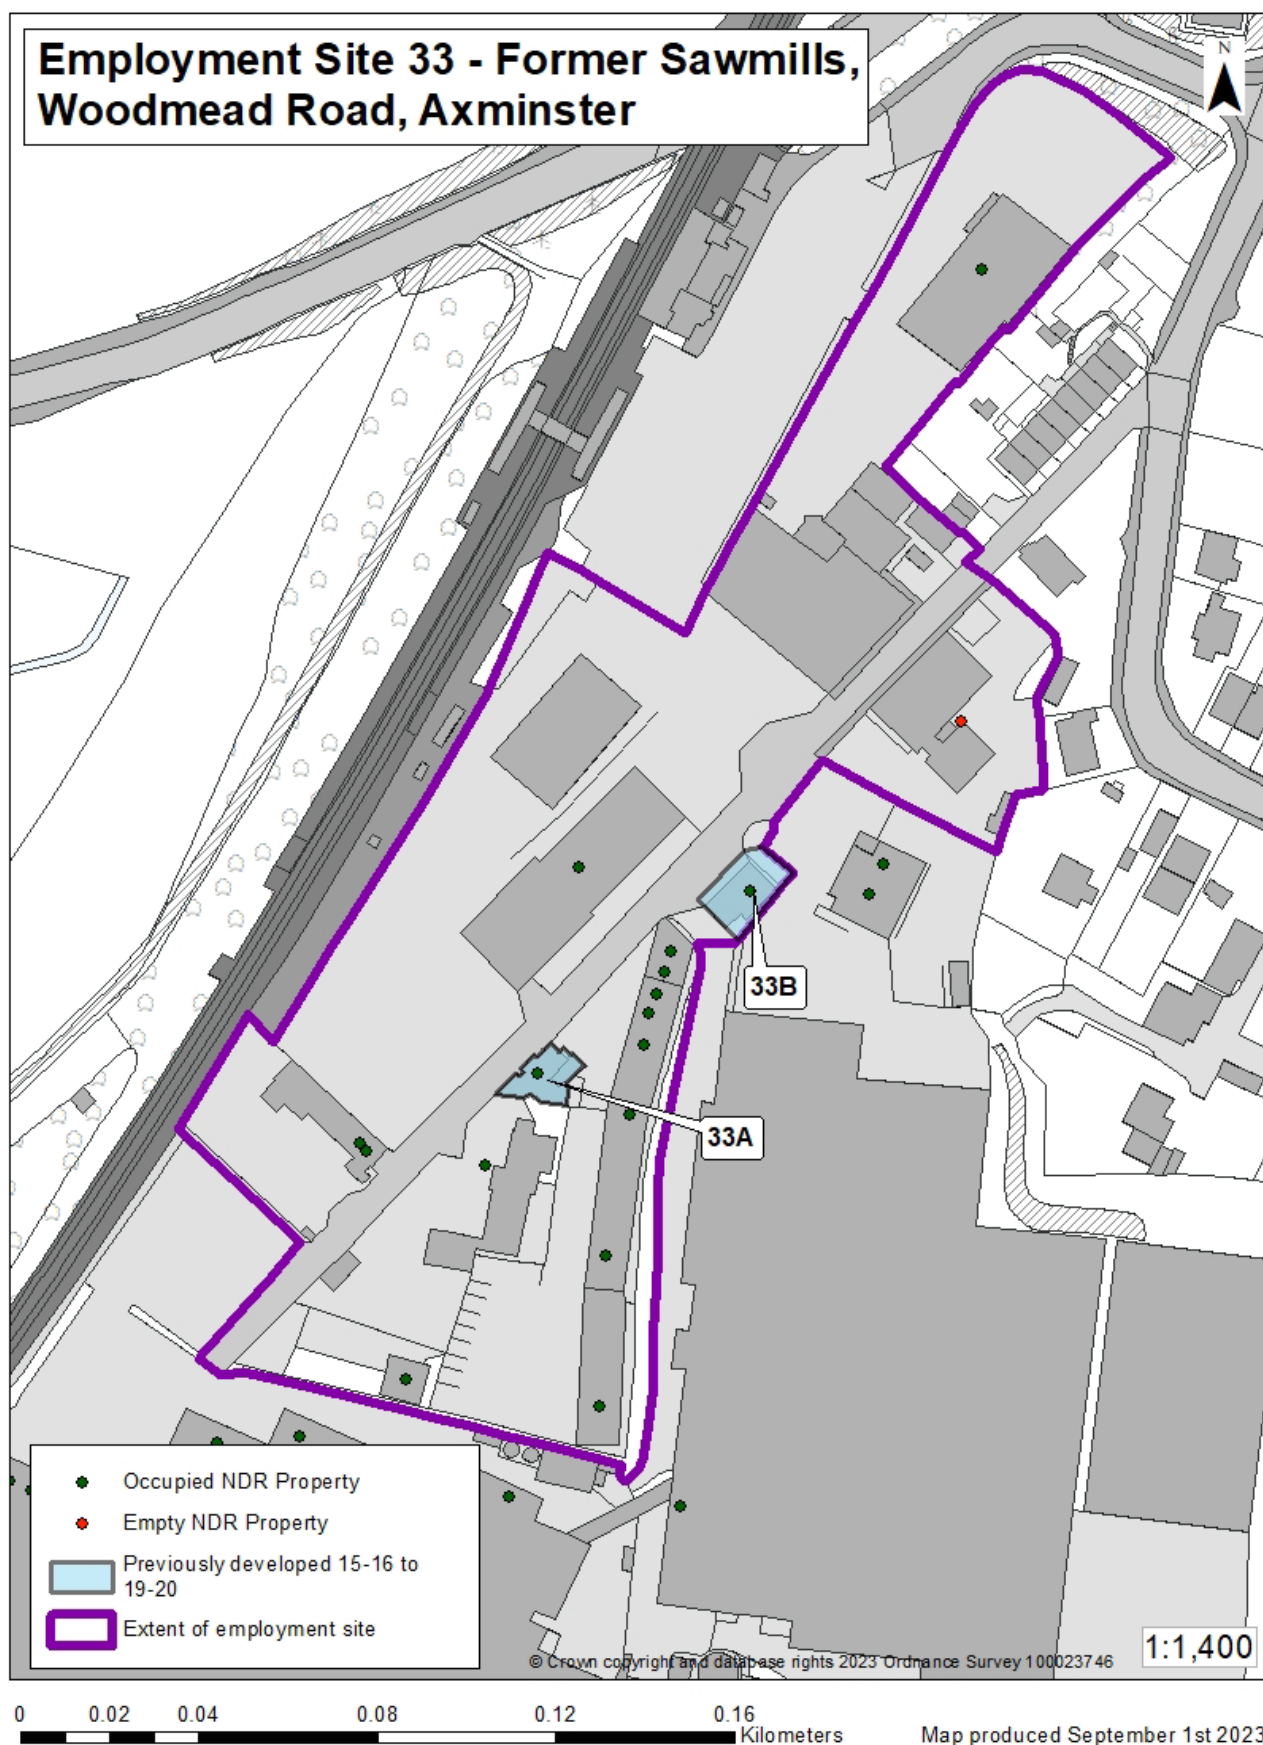 Employment Site 33 - Former Sawmills,
Woodmead Road, Axminster
N
33B
33A
Occupied NDR Property
Empty NDR Property
Previously developed 15-16 to
19-20
Extent of employment site
© Crown copyright and database rights 2023 Ordnance Survey 100023746
1:1,400
0 0.02 0.04 0.08 0.12 0.16
Kilometers
Map produced September 1st 2023